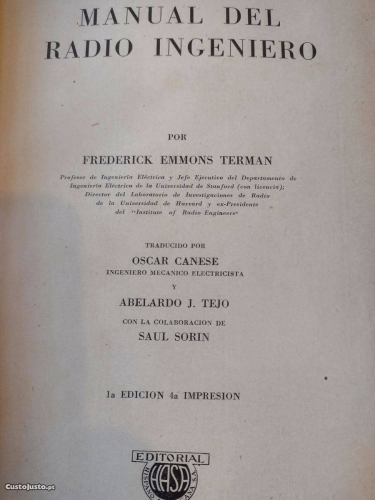 MANUAL DEL
RADIO INGENIERO
POR
FREDERICK EMMONS TERMAN
Profesor de Ingeniería Eléctrica y Jefe Ejecutivo del Departamento de
Ingeniería Eléctrica de la Universidad de Stanford (con licencia);
Director del Laboratorio de Investigaciones de Radio
de la Universidad de Harvard y ex-Presidente
del "Institute of Radio Engineers"
TRADUCIDO POR
OSCAR CANESE
INGENIERO MECANICO ELECTRICISTA
Y
ABELARDO J. TEJO
CON LA COLABORACION DE
SAUL SORIN
1a EDICION 4a IMPRESION
EDITORIAL
HASA
CustoJusto.pt